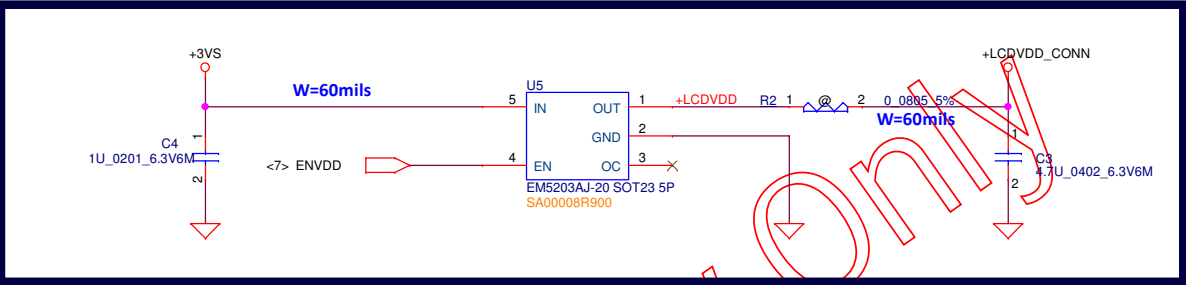 +3VS
+LCDVDD_CONN
W=60mils
U5
5
IN
OUT
1
+LCDVDD
R2
1
@
2
0_0805_5%
W=60mils
GND
2
1
C4
1U_0201_6.3V6M
2
<7> ENVDD
4
EN
OC
3
1
C3
4.7U_0402_6.3V6M
2
EM5203AJ-20 SOT23 5P
SA00008R900
Only